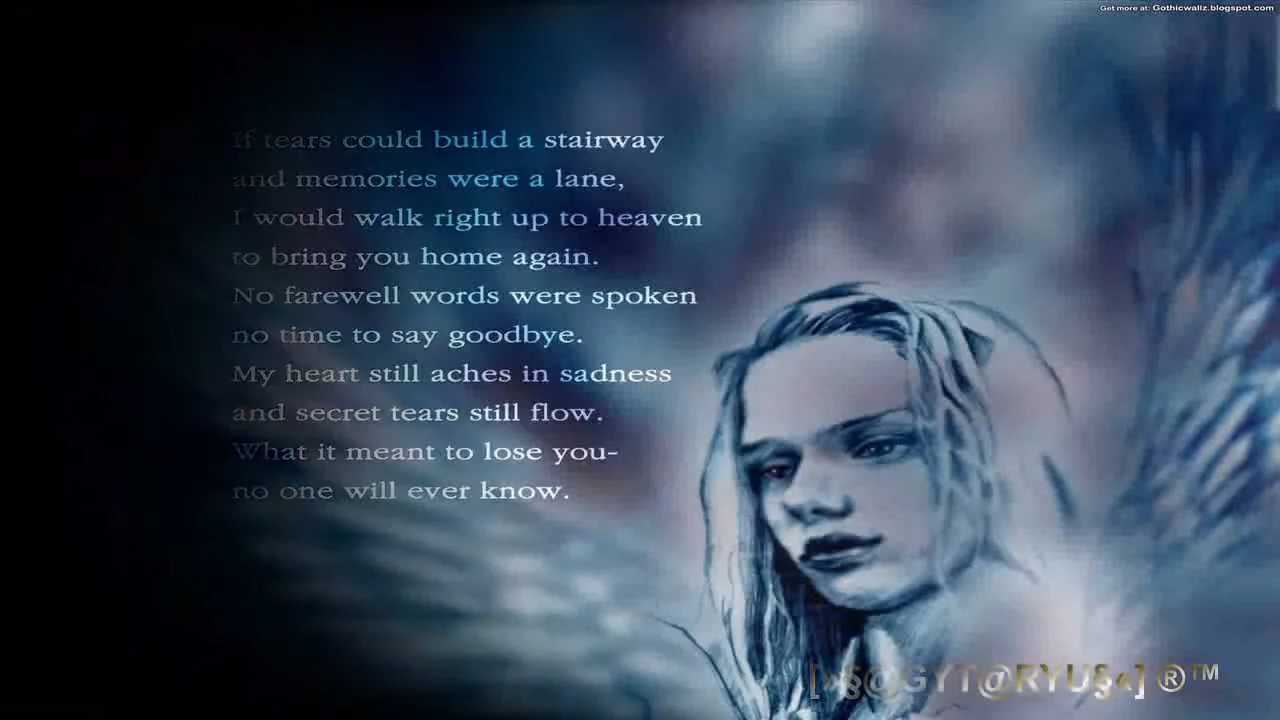 Get more at: Gothicwallz.blogspot.com
If tears could build a stairway
and memories were a lane,
I would walk right up to heaven
to bring you home again.
No farewell words were spoken
no time to say goodbye.
My heart still aches in sadness
and secret tears still flow.
What it meant to lose you-
no one will ever know.
[»§@GYT@RYU§«] ®™